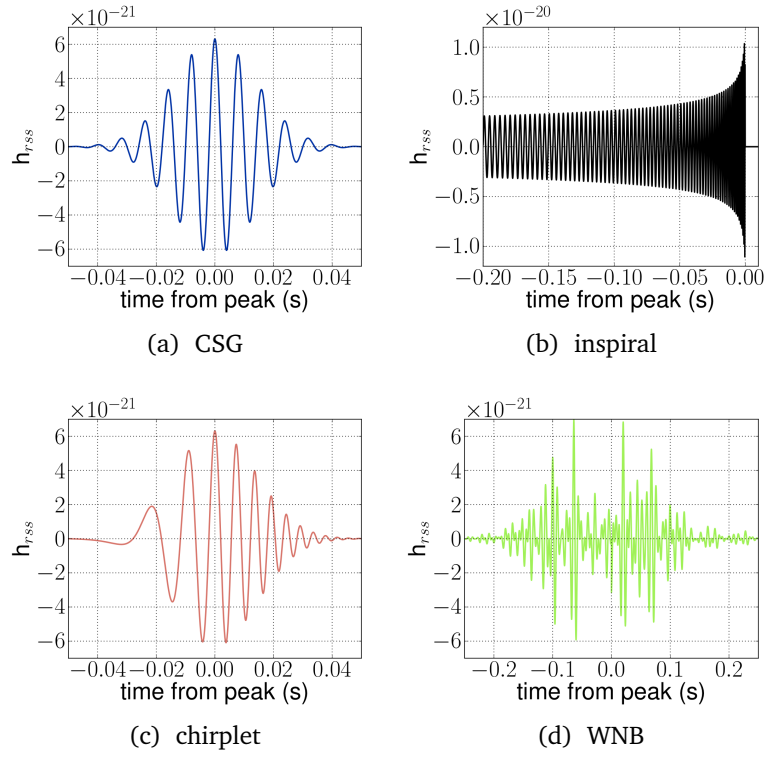 ×10−21
6
4
2
0
−2
−4
−6
hrss
−0.04 −0.02 0.00 0.02 0.04
time from peak (s)
(a) CSG
×10−20
1.0
0.5
0.0
−0.5
−1.0
hrss
−0.20 −0.15 −0.10 −0.05 0.00
time from peak (s)
(b) inspiral
×10−21
6
4
2
0
−2
−4
−6
hrss
−0.04 −0.02 0.00 0.02 0.04
time from peak (s)
(c) chirplet
×10−21
6
4
2
0
−2
−4
−6
hrss
−0.2 −0.1 0.0 0.1 0.2
time from peak (s)
(d) WNB